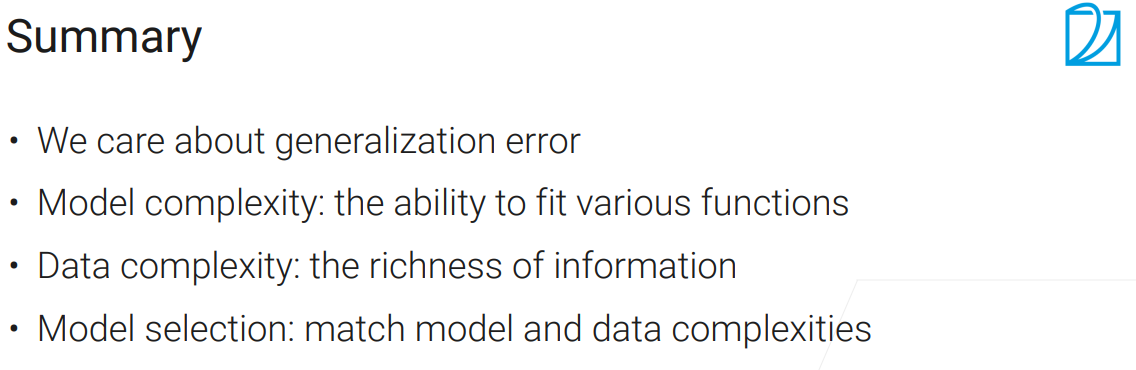 Summary
• We care about generalization error
• Model complexity: the ability to fit various functions
• Data complexity: the richness of information
• Model selection: match model and data complexities